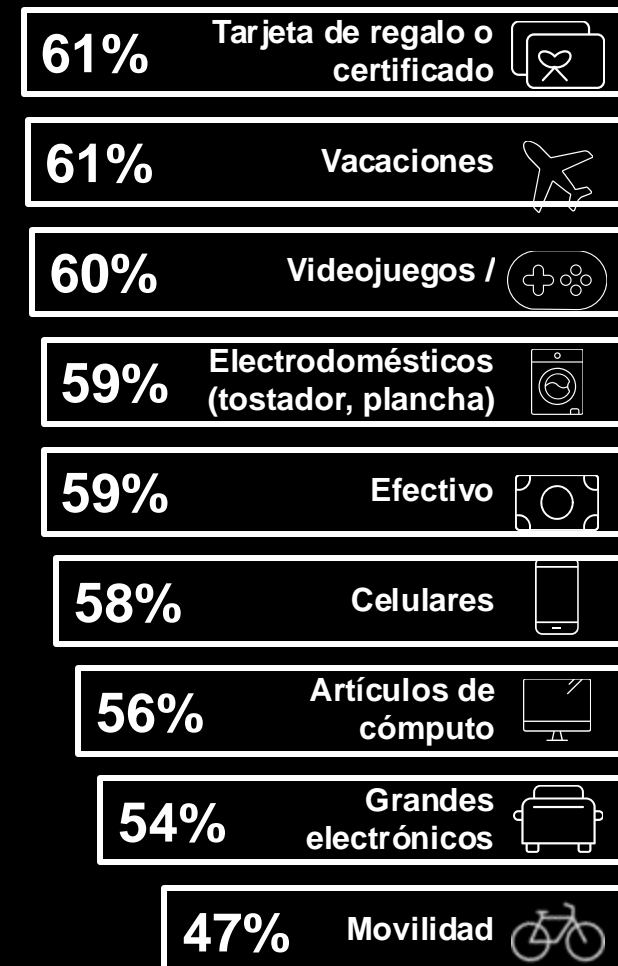 61%
Tarjeta de regalo o
certificado
61%
Vacaciones
60%
Videojuegos /
59%
Electrodomésticos
(tostador, plancha)
59%
Efectivo
58%
Celulares
56%
Artículos de
cómputo
54%
Grandes
electrónicos
47%
Movilidad